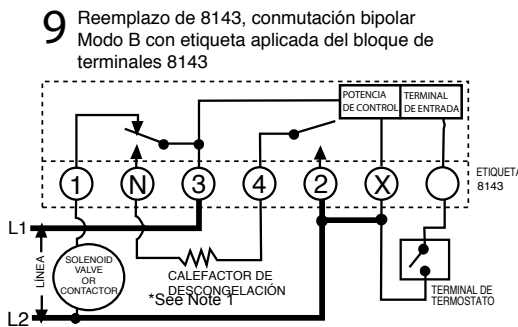 9 Reemplazo de 8143, conmutación bipolar
Modo B con etiqueta aplicada del bloque de
terminales 8143
POTENCIA
DE CONTROL
TERMINAL
DE ENTRADA
1 N 3 4 2 X
ETIQUETA
8143
L1
LÍNEA
SOLENOID
VALVE
OR
CONTACTOR
CALEFACTOR DE
DESCONGELACIÓN
*See Note 1
TERMINAL DE
TERMOSTATO
L2